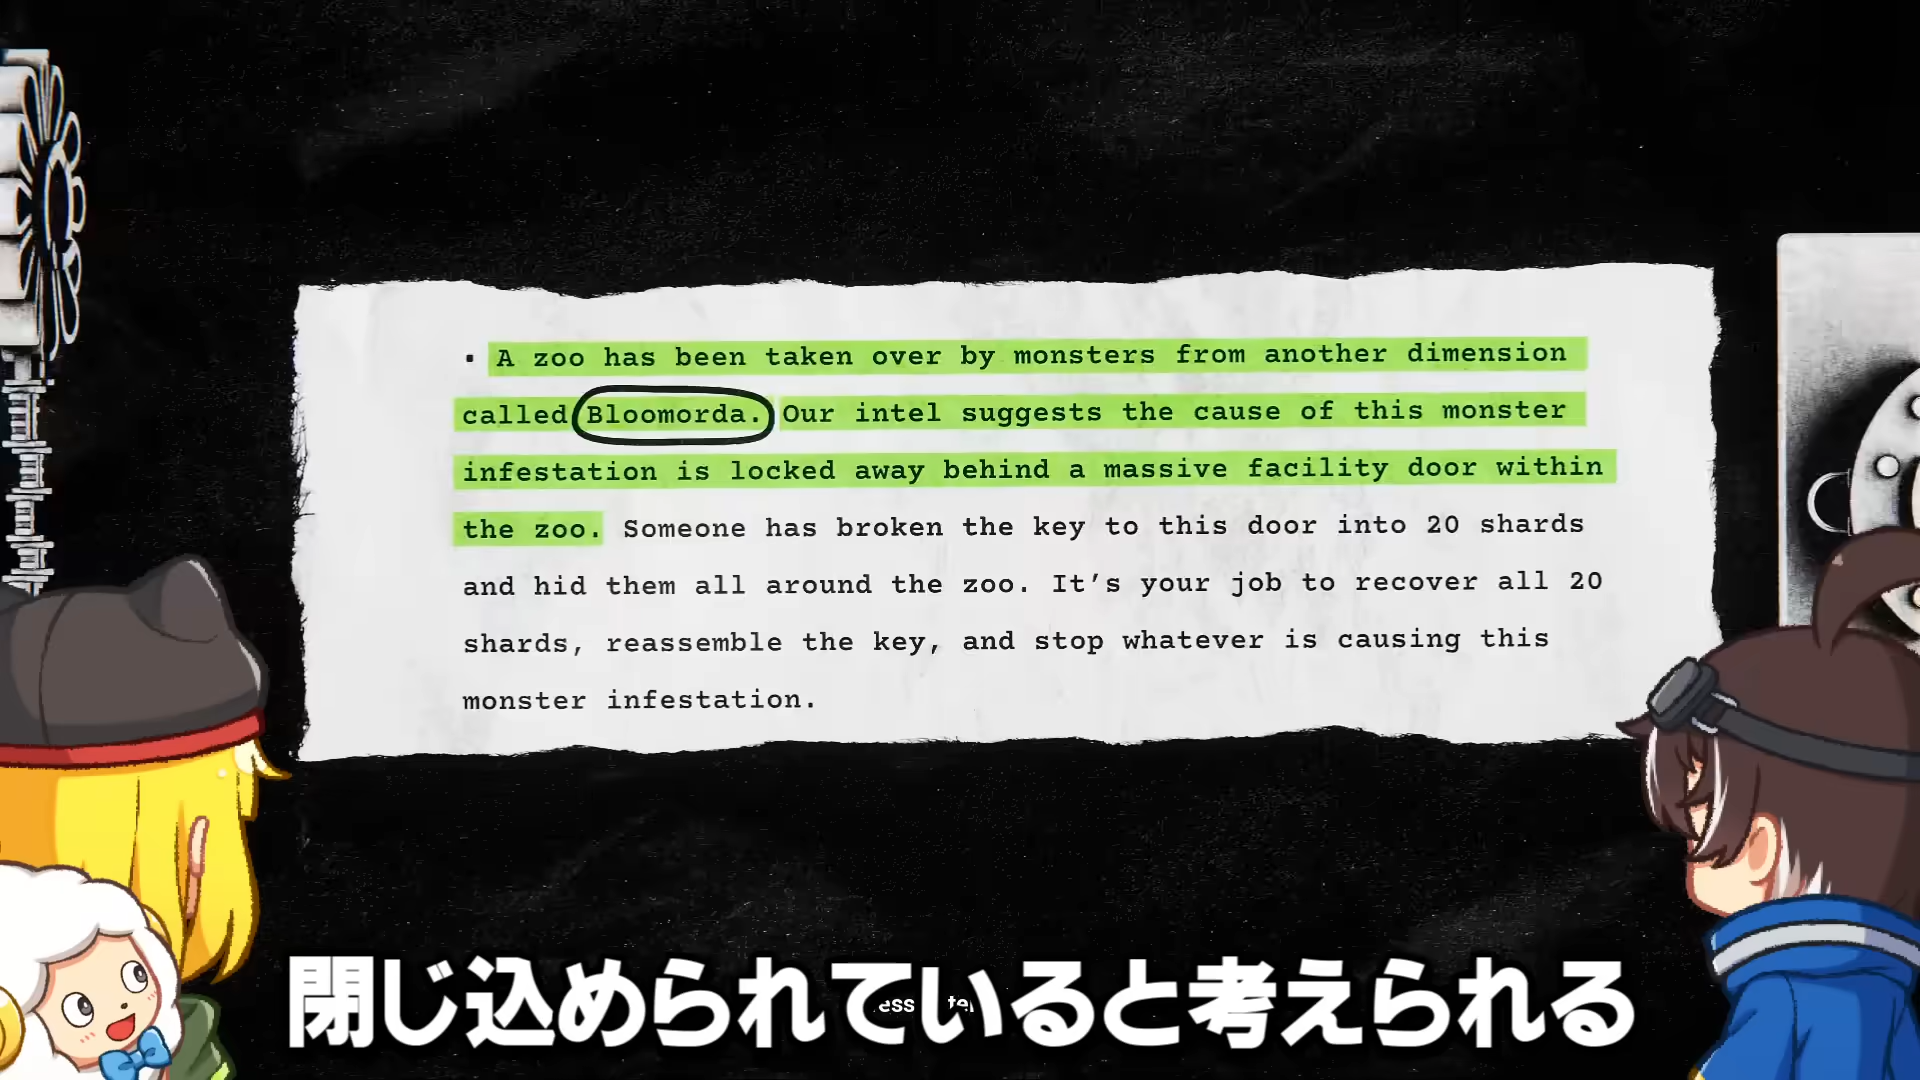 · A zoo has been taken over by monsters from another dimension
called Bloomorda. Our intel suggests the cause of this monster
infestation is locked away behind a massive facility door within
the zoo. Someone has broken the key to this door into 20 shards
and hid them all around the zoo. It’s your job to recover all 20
shards, reassemble the key, and stop whatever is causing this
monster infestation.
閉じ込められていると考えられる